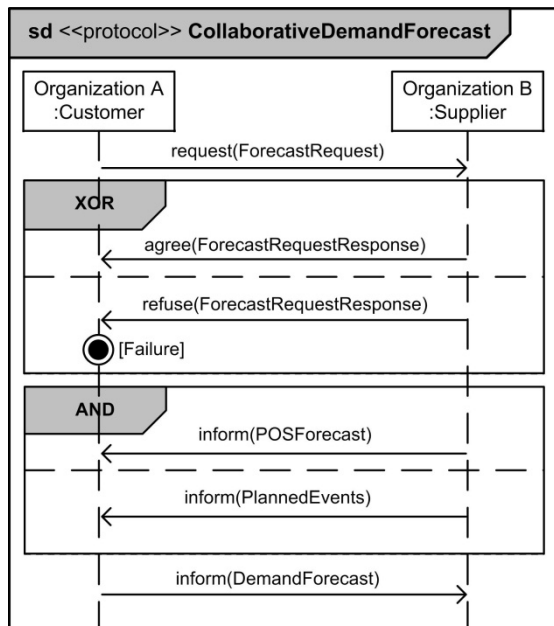 sd <<protocol>> CollaborativeDemandForecast
Organization A
:Customer
Organization B
:Supplier
request(ForecastRequest)
XOR
agree(ForecastRequestResponse)
refuse(ForecastRequestResponse)
[Failure]
AND
inform(POSForecast)
inform(PlannedEvents)
inform(DemandForecast)